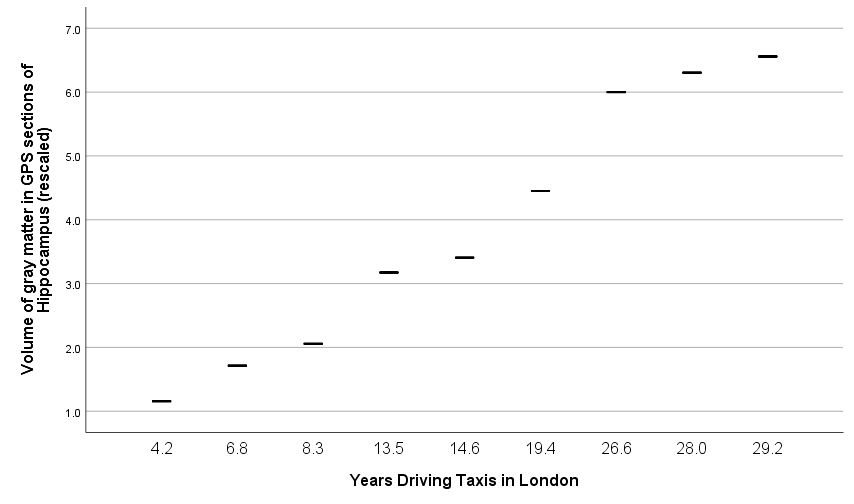 Volume of gray matter in GPS sections of
Hippocampus (rescaled)
7.0
6.0
5.0
4.0
3.0
2.0
1.0
4.2 6.8 8.3 13.5 14.6 19.4 26.6 28.0 29.2
Years Driving Taxis in London